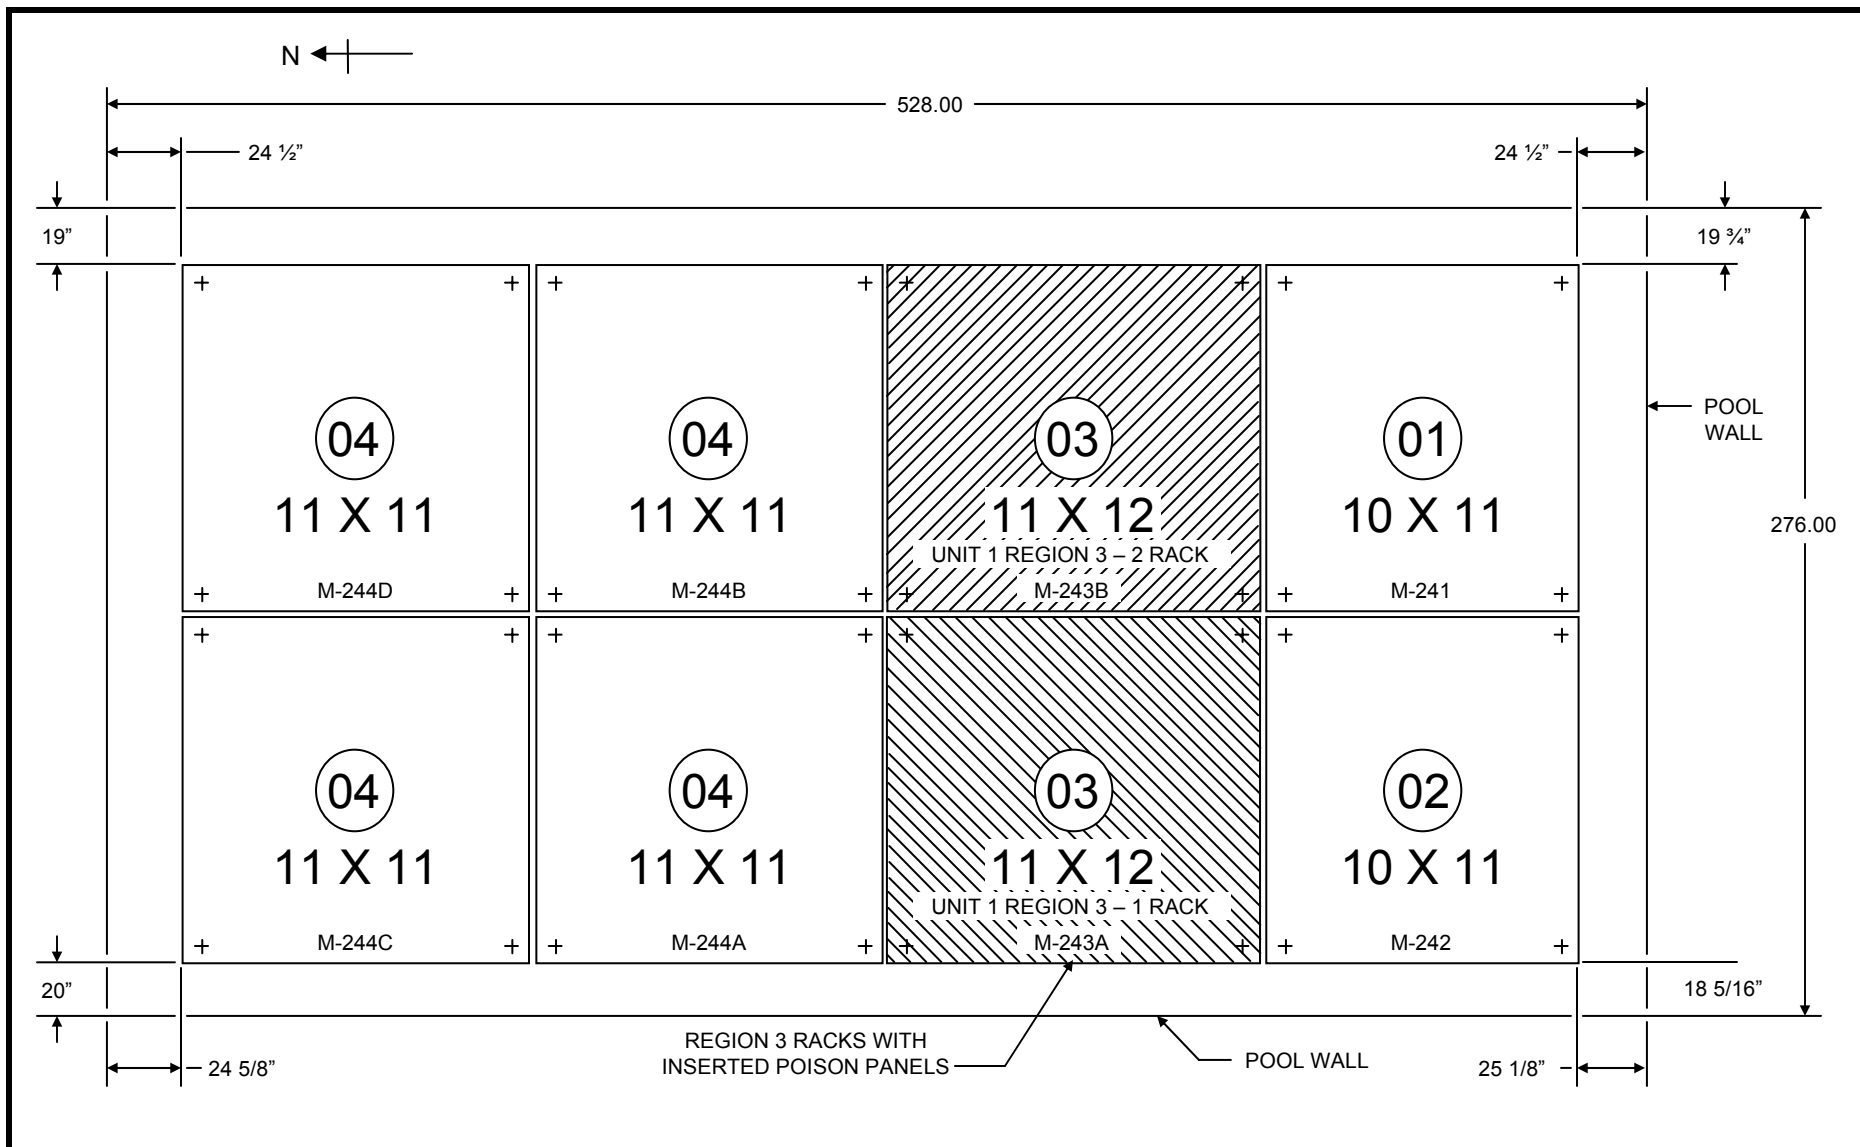 N
528.00
24 ½” 24 ½”
19” 19 ¾”
POOL
WALL
04 04 03 01
11 X 11 11 X 11 11 X 12 10 X 11
276.00
UNIT 1 REGION 3 – 2 RACK
M-244D M-244B M-243B M-241
04 04 03 02
11 X 11 11 X 11 11 X 12 10 X 11
UNIT 1 REGION 3 – 1 RACK
M-244C M-244A M-243A M-242
20” 18 5/16”
REGION 3 RACKS WITH
INSERTED POISON PANELS
POOL WALL
24 5/8” 25 1/8”